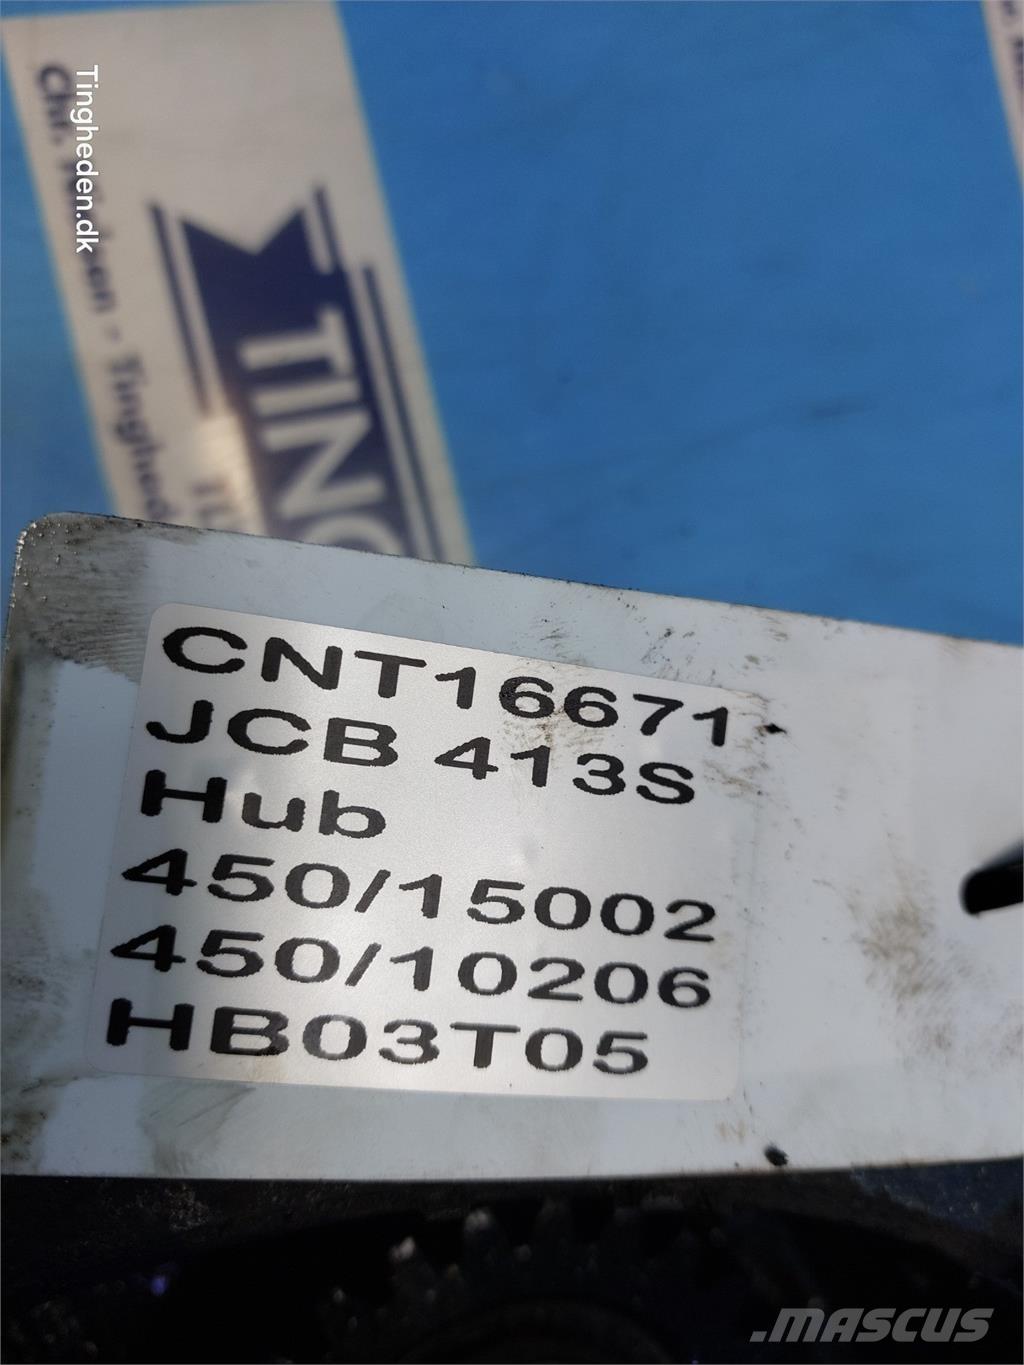 Tingheden.dk
TING
CNT16671
JCB 413S
Hub
450/15002
450/10206
HB03T05
.MASCUS